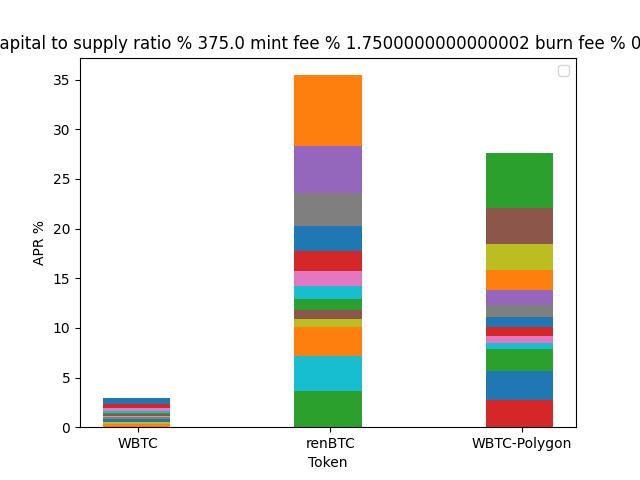 apital to supply ratio % 375.0 mint fee % 1.7500000000000002 burn fee % 0
35
30
25
20
15
10
5
0
APR %
WBTC
renBTC
WBTC-Polygon
Token